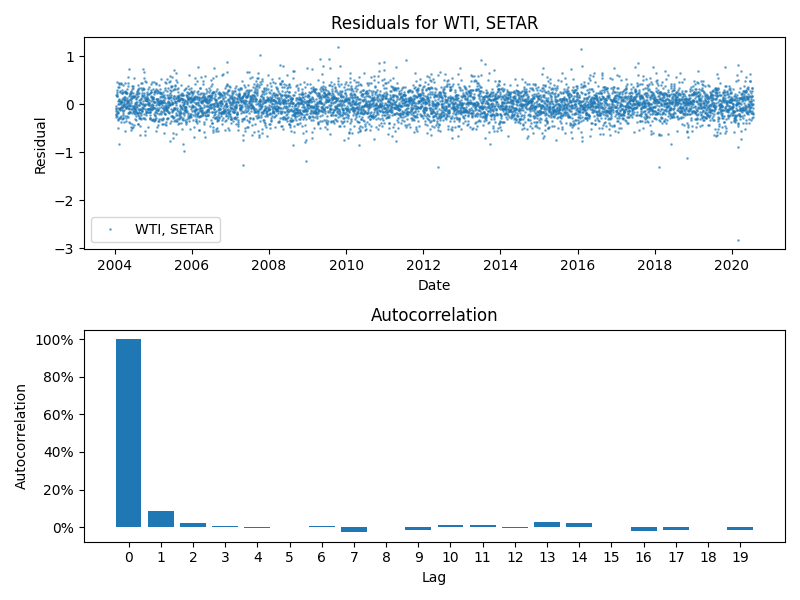 Residuals for WTI, SETAR
1
0
−1
−2
−3
Residual
WTI, SETAR
2004 2006 2008 2010 2012 2014 2016 2018 2020
Date
Autocorrelation
100%
80%
60%
40%
20%
0%
Autocorrelation
0 1 2 3 4 5 6 7 8 9 10 11 12 13 14 15 16 17 18 19
Lag